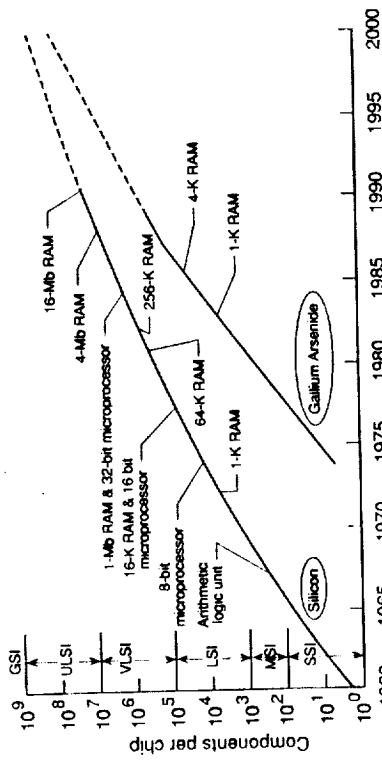 GSI
ULSI
VLSI
LSI
MSI
SSI
10⁹
10⁸
10⁷
10⁶
10⁵
10⁴
10³
10²
10¹
10⁰
0
Components per chip
16-Mb RAM
4-Mb RAM
1-Mb RAM & 32-bit microprocessor
16-K RAM & 16 bit
microprocessor
8-bit
microprocessor
Arithmetic
logic unit
256-K RAM
64-K RAM
1-K RAM
4-K RAM
1-K RAM
Silicon
Gallium Arsenide
1970
1975
1980
1985
1990
1995
2000